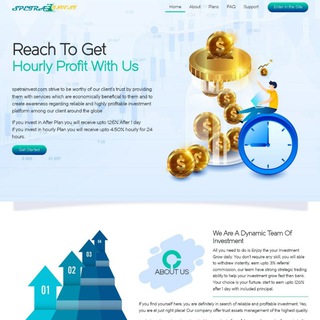 Home
About
Plans
FAQ
Support
Enter in the Site
Reach To Get
Hourly Profit With Us
spetrainvest.com strive to be worthy of our client's trust by providing
them with services which are economically beneficial to them and to
create awareness regarding reliable and highly profitable investment
platform among our client around the globe
If you invest in After Plan you will receive upto 126% After 1 day
If you invest in hourly Plan you will receive upto 4.80% hourly for 24
hours.
Get Started
We Are A Dynamic Team Of
Investment
All you need to do is Enjoy the your investment
Grow daily. You don't require any skill, you will able
to withdraw instantly, earn upto 3% referral
commission, our team have strong strategic trading
ability to help your investment grow fast then bank.
Your choice is your future, start to earn upto 126%
after 1 day with included principal.
ABOUT US
If you find yourself here, you are definitely in search of reliable and profitable investment. Yes,
you are at just right place! Our company offer trust assets management of the highest quality
01
02
03
04